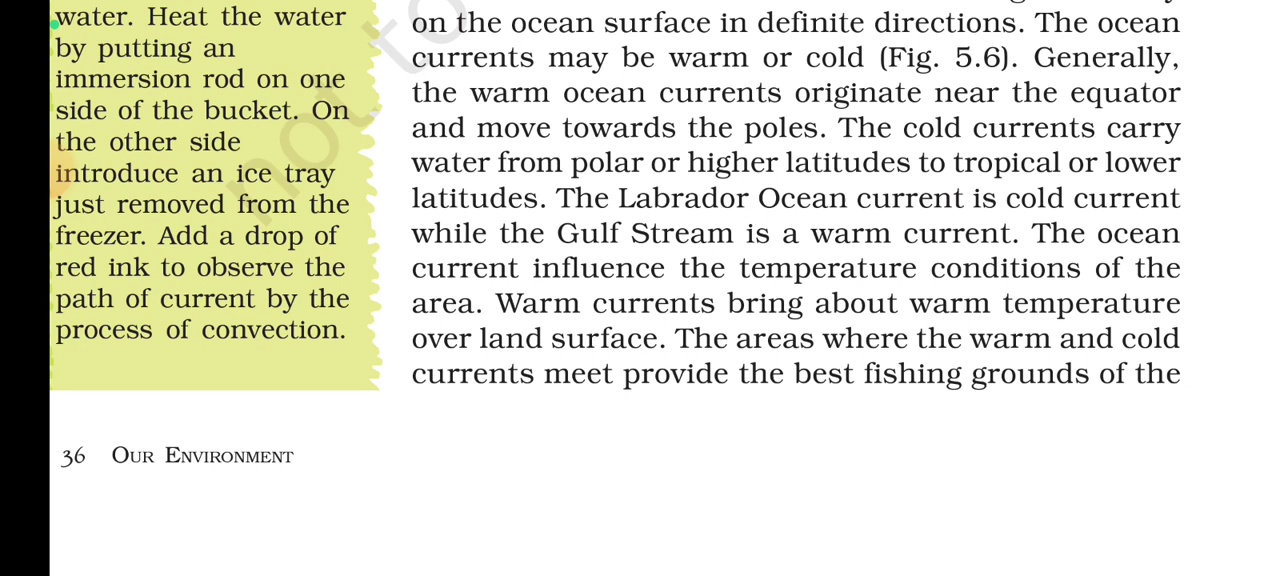 water. Heat the water
by putting an
immersion rod on one
side of the bucket. On
the other side
introduce an ice tray
just removed from the
freezer. Add a drop of
red ink to observe the
path of current by the
process of convection.
on the ocean surface in definite directions. The ocean
currents may be warm or cold (Fig. 5.6). Generally,
the warm ocean currents originate near the equator
and move towards the poles. The cold currents carry
water from polar or higher latitudes to tropical or lower
latitudes. The Labrador Ocean current is cold current
while the Gulf Stream is a warm current. The ocean
current influence the temperature conditions of the
area. Warm currents bring about warm temperature
over land surface. The areas where the warm and cold
currents meet provide the best fishing grounds of the
not to
36 OUR ENVIRONMENT